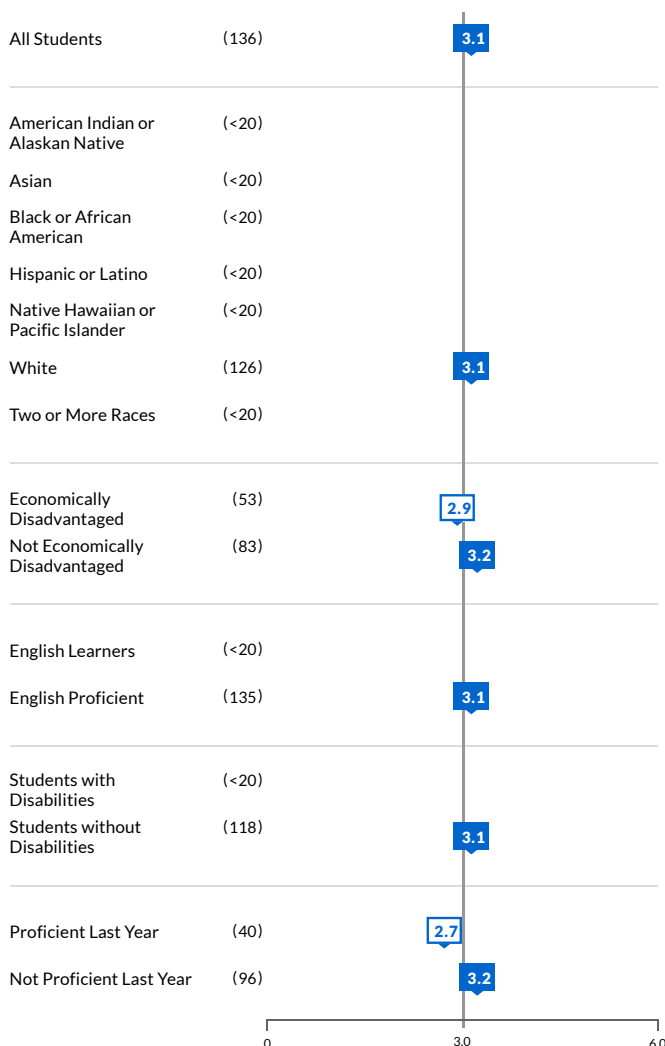 All Students (136) 3.1
American Indian or (<20)
Alaskan Native
Asian (<20)
Black or African (<20)
American
Hispanic or Latino (<20)
Native Hawaiian or (<20)
Pacific Islander
White (126) 3.1
Two or More Races (<20)
Economically (53) 2.9
Disadvantaged
Not Economically (83) 3.2
Disadvantaged
English Learners (<20)
English Proficient (135) 3.1
Students with (<20)
Disabilities
Students without (118) 3.1
Disabilities
Proficient Last Year (40) 2.7
Not Proficient Last Year (96) 3.2
0 3.0 6.0